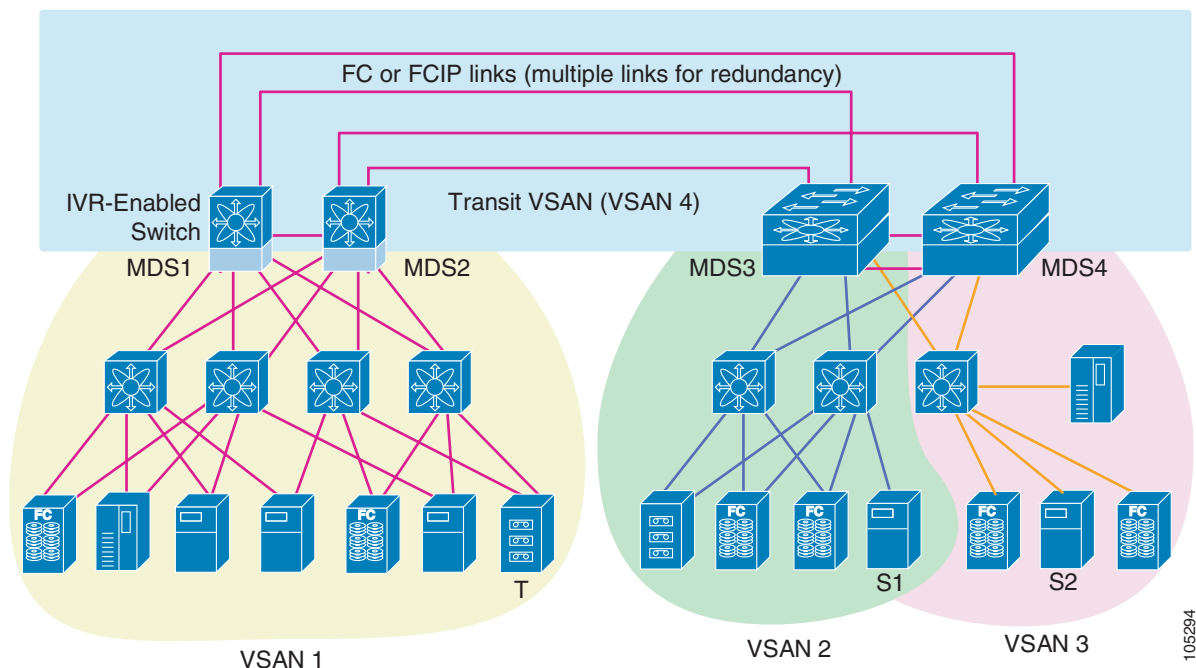 FC or FCIP links (multiple links for redundancy)
IVR-Enabled
Switch
Transit VSAN (VSAN 4)
MDS1
MDS2
MDS3
MDS4
FC
FC
FC
FC
FC
FC
T
S1
S2
VSAN 1
VSAN 2
VSAN 3
105294